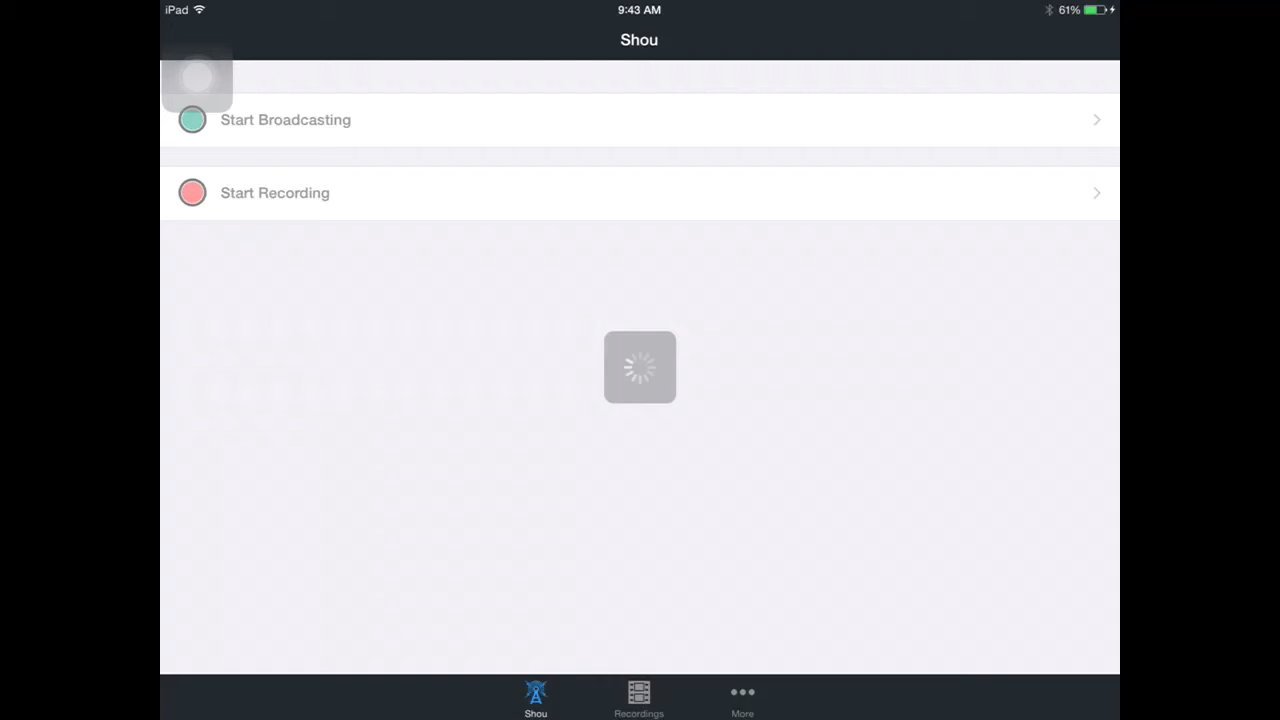 iPad 9:43 AM 61%
Shou
Start Broadcasting
Start Recording
Shou Recordings More